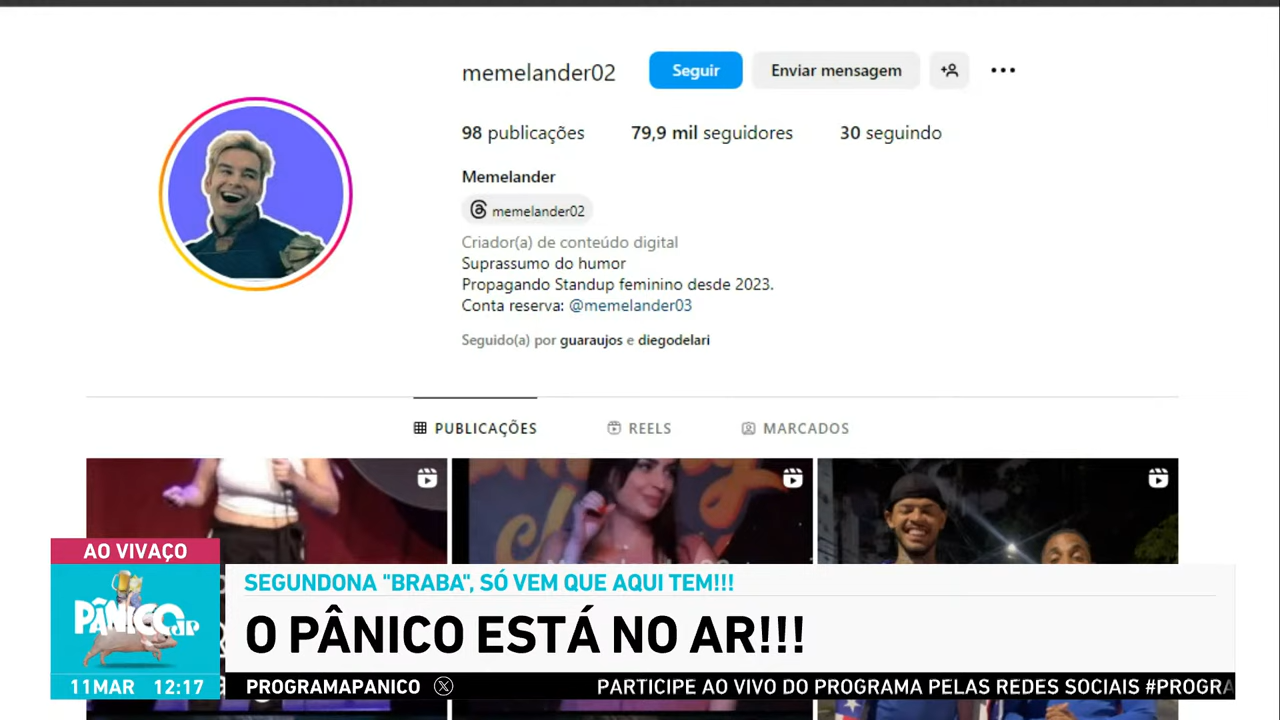 memelander02
Seguir
Enviar mensagem
98 publicações
79,9 mil seguidores
30 seguindo
Memelander
memelander02
Criador(a) de conteúdo digital
Suprassumo do humor
Propagando Standup feminino desde 2023.
Conta reserva: @memelander03
Seguido(a) por guaraujos e diegodelari
PUBLICAÇÕES
REELS
MARCADOS
AO VIVAÇO
PÂNICO JP
SEGUNDONA "BRABA", SÓ VEM QUE AQUI TEM!!!
O PÂNICO ESTÁ NO AR!!!
11MAR 12:17
PROGRAMAPANICO
PARTICIPE AO VIVO DO PROGRAMA PELAS REDES SOCIAIS #PROGRA